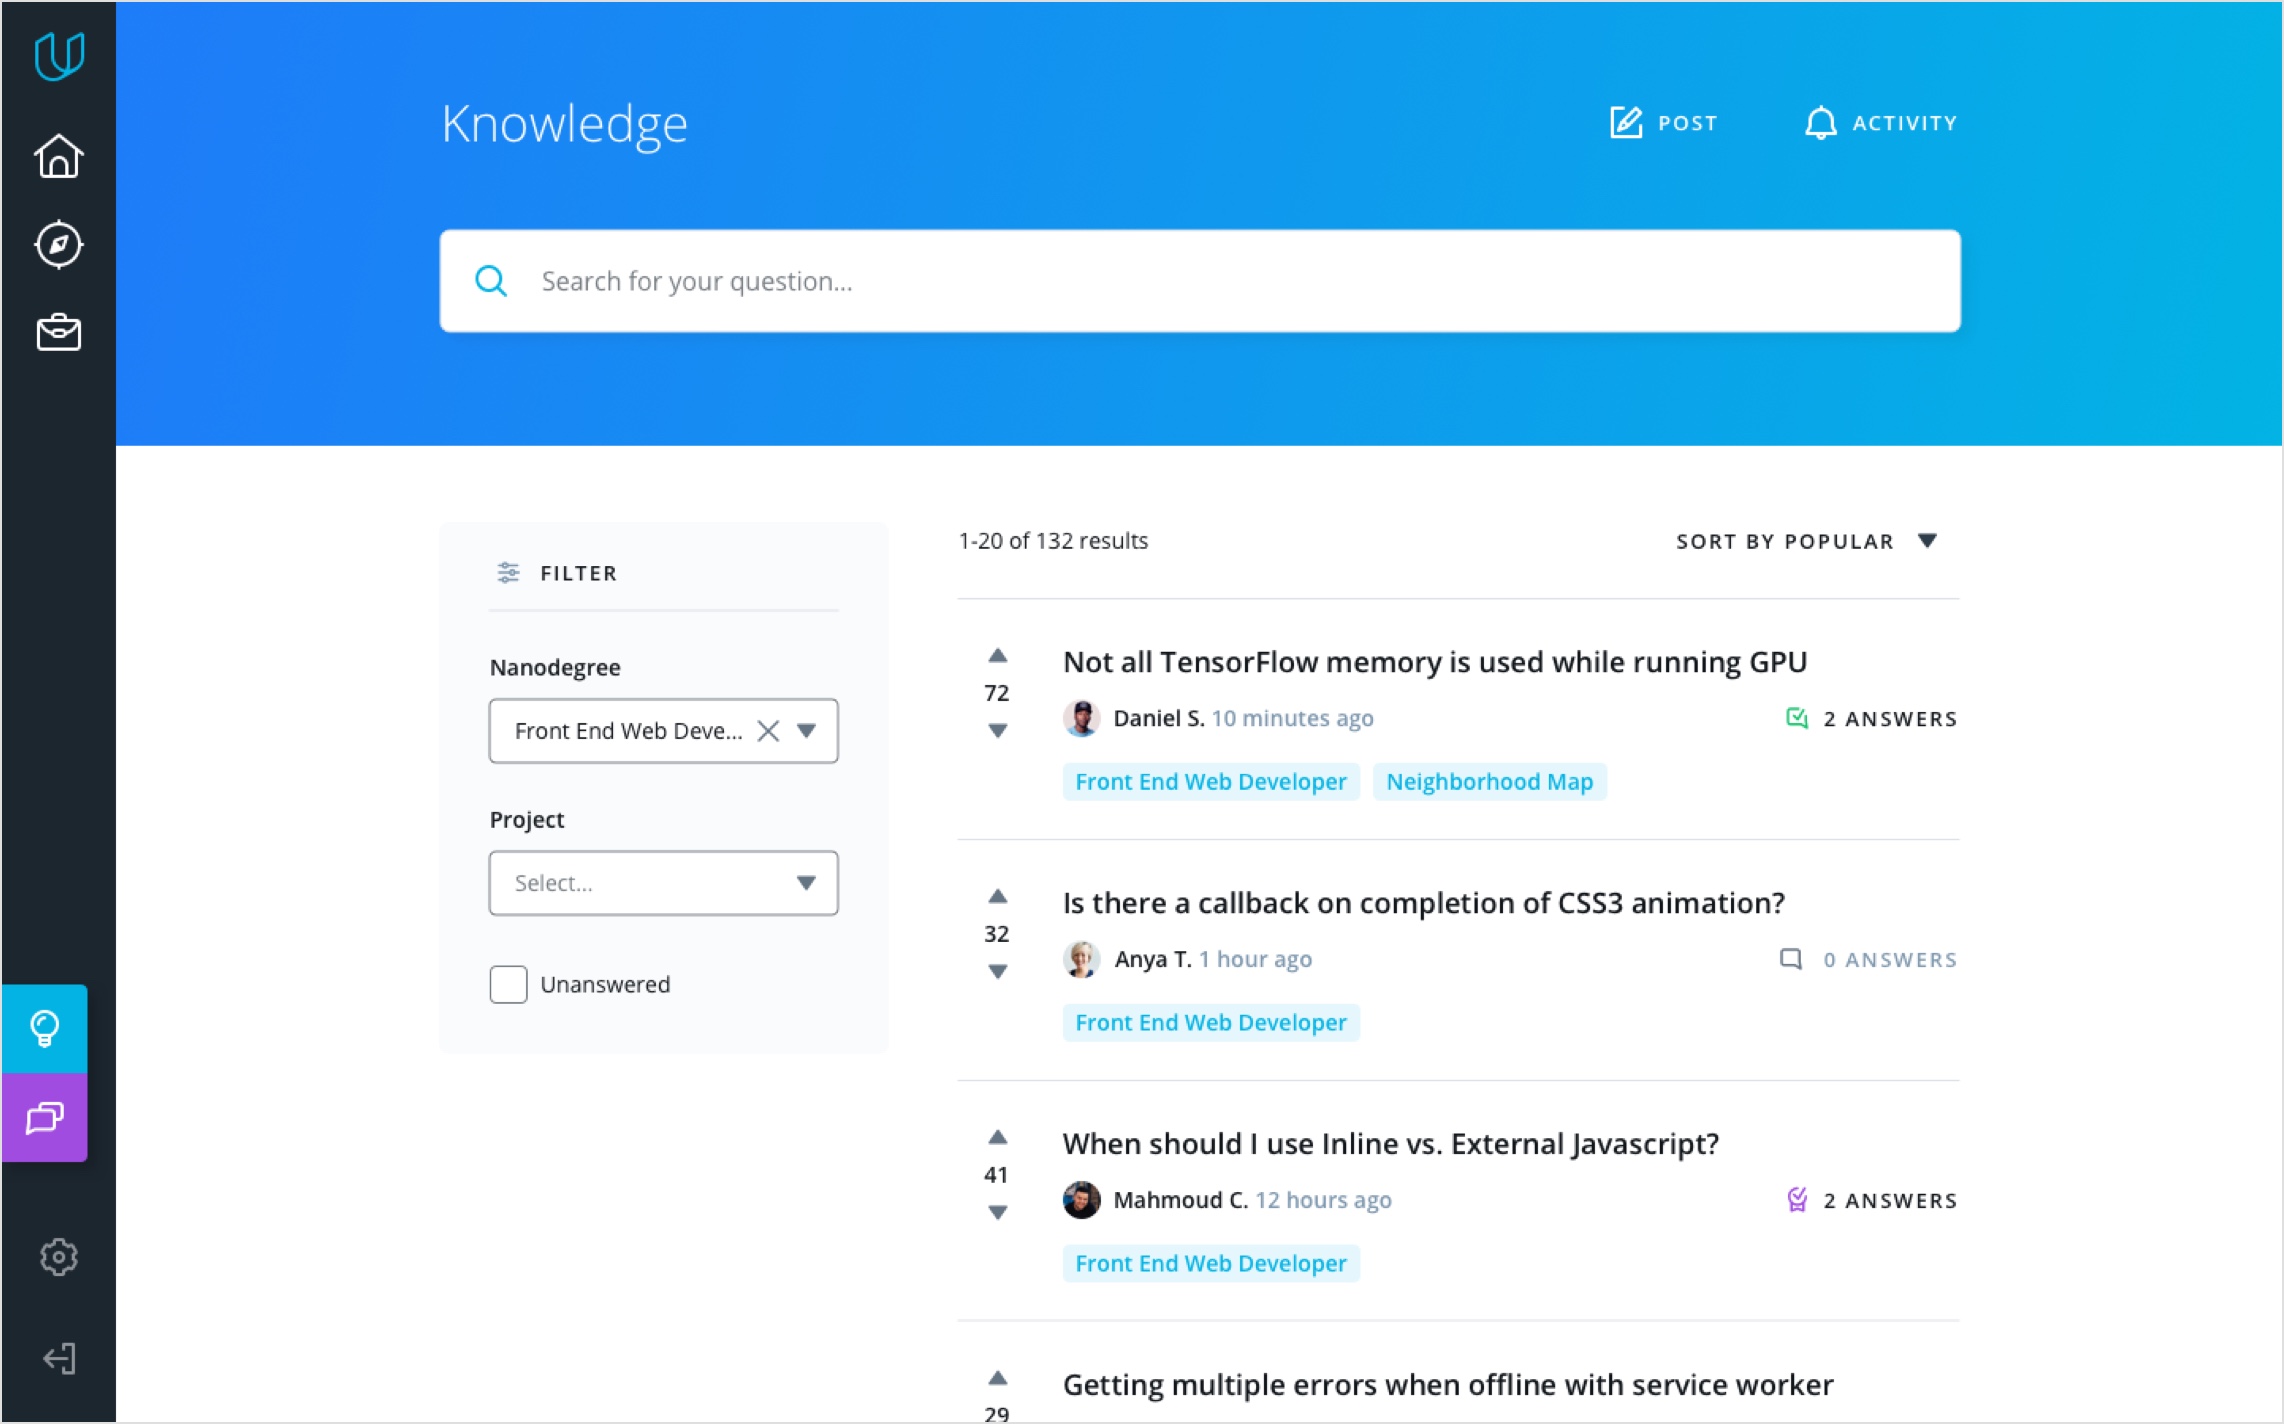 Knowledge
POST
ACTIVITY
Search for your question...
FILTER
Nanodegree
Front End Web Deve...
Project
Select...
Unanswered
1-20 of 132 results
SORT BY POPULAR
Not all TensorFlow memory is used while running GPU
72
Daniel S. 10 minutes ago
2 ANSWERS
Front End Web Developer Neighborhood Map
Is there a callback on completion of CSS3 animation?
32
Anya T. 1 hour ago
0 ANSWERS
Front End Web Developer
When should I use Inline vs. External Javascript?
41
Mahmoud C. 12 hours ago
2 ANSWERS
Front End Web Developer
Getting multiple errors when offline with service worker
29